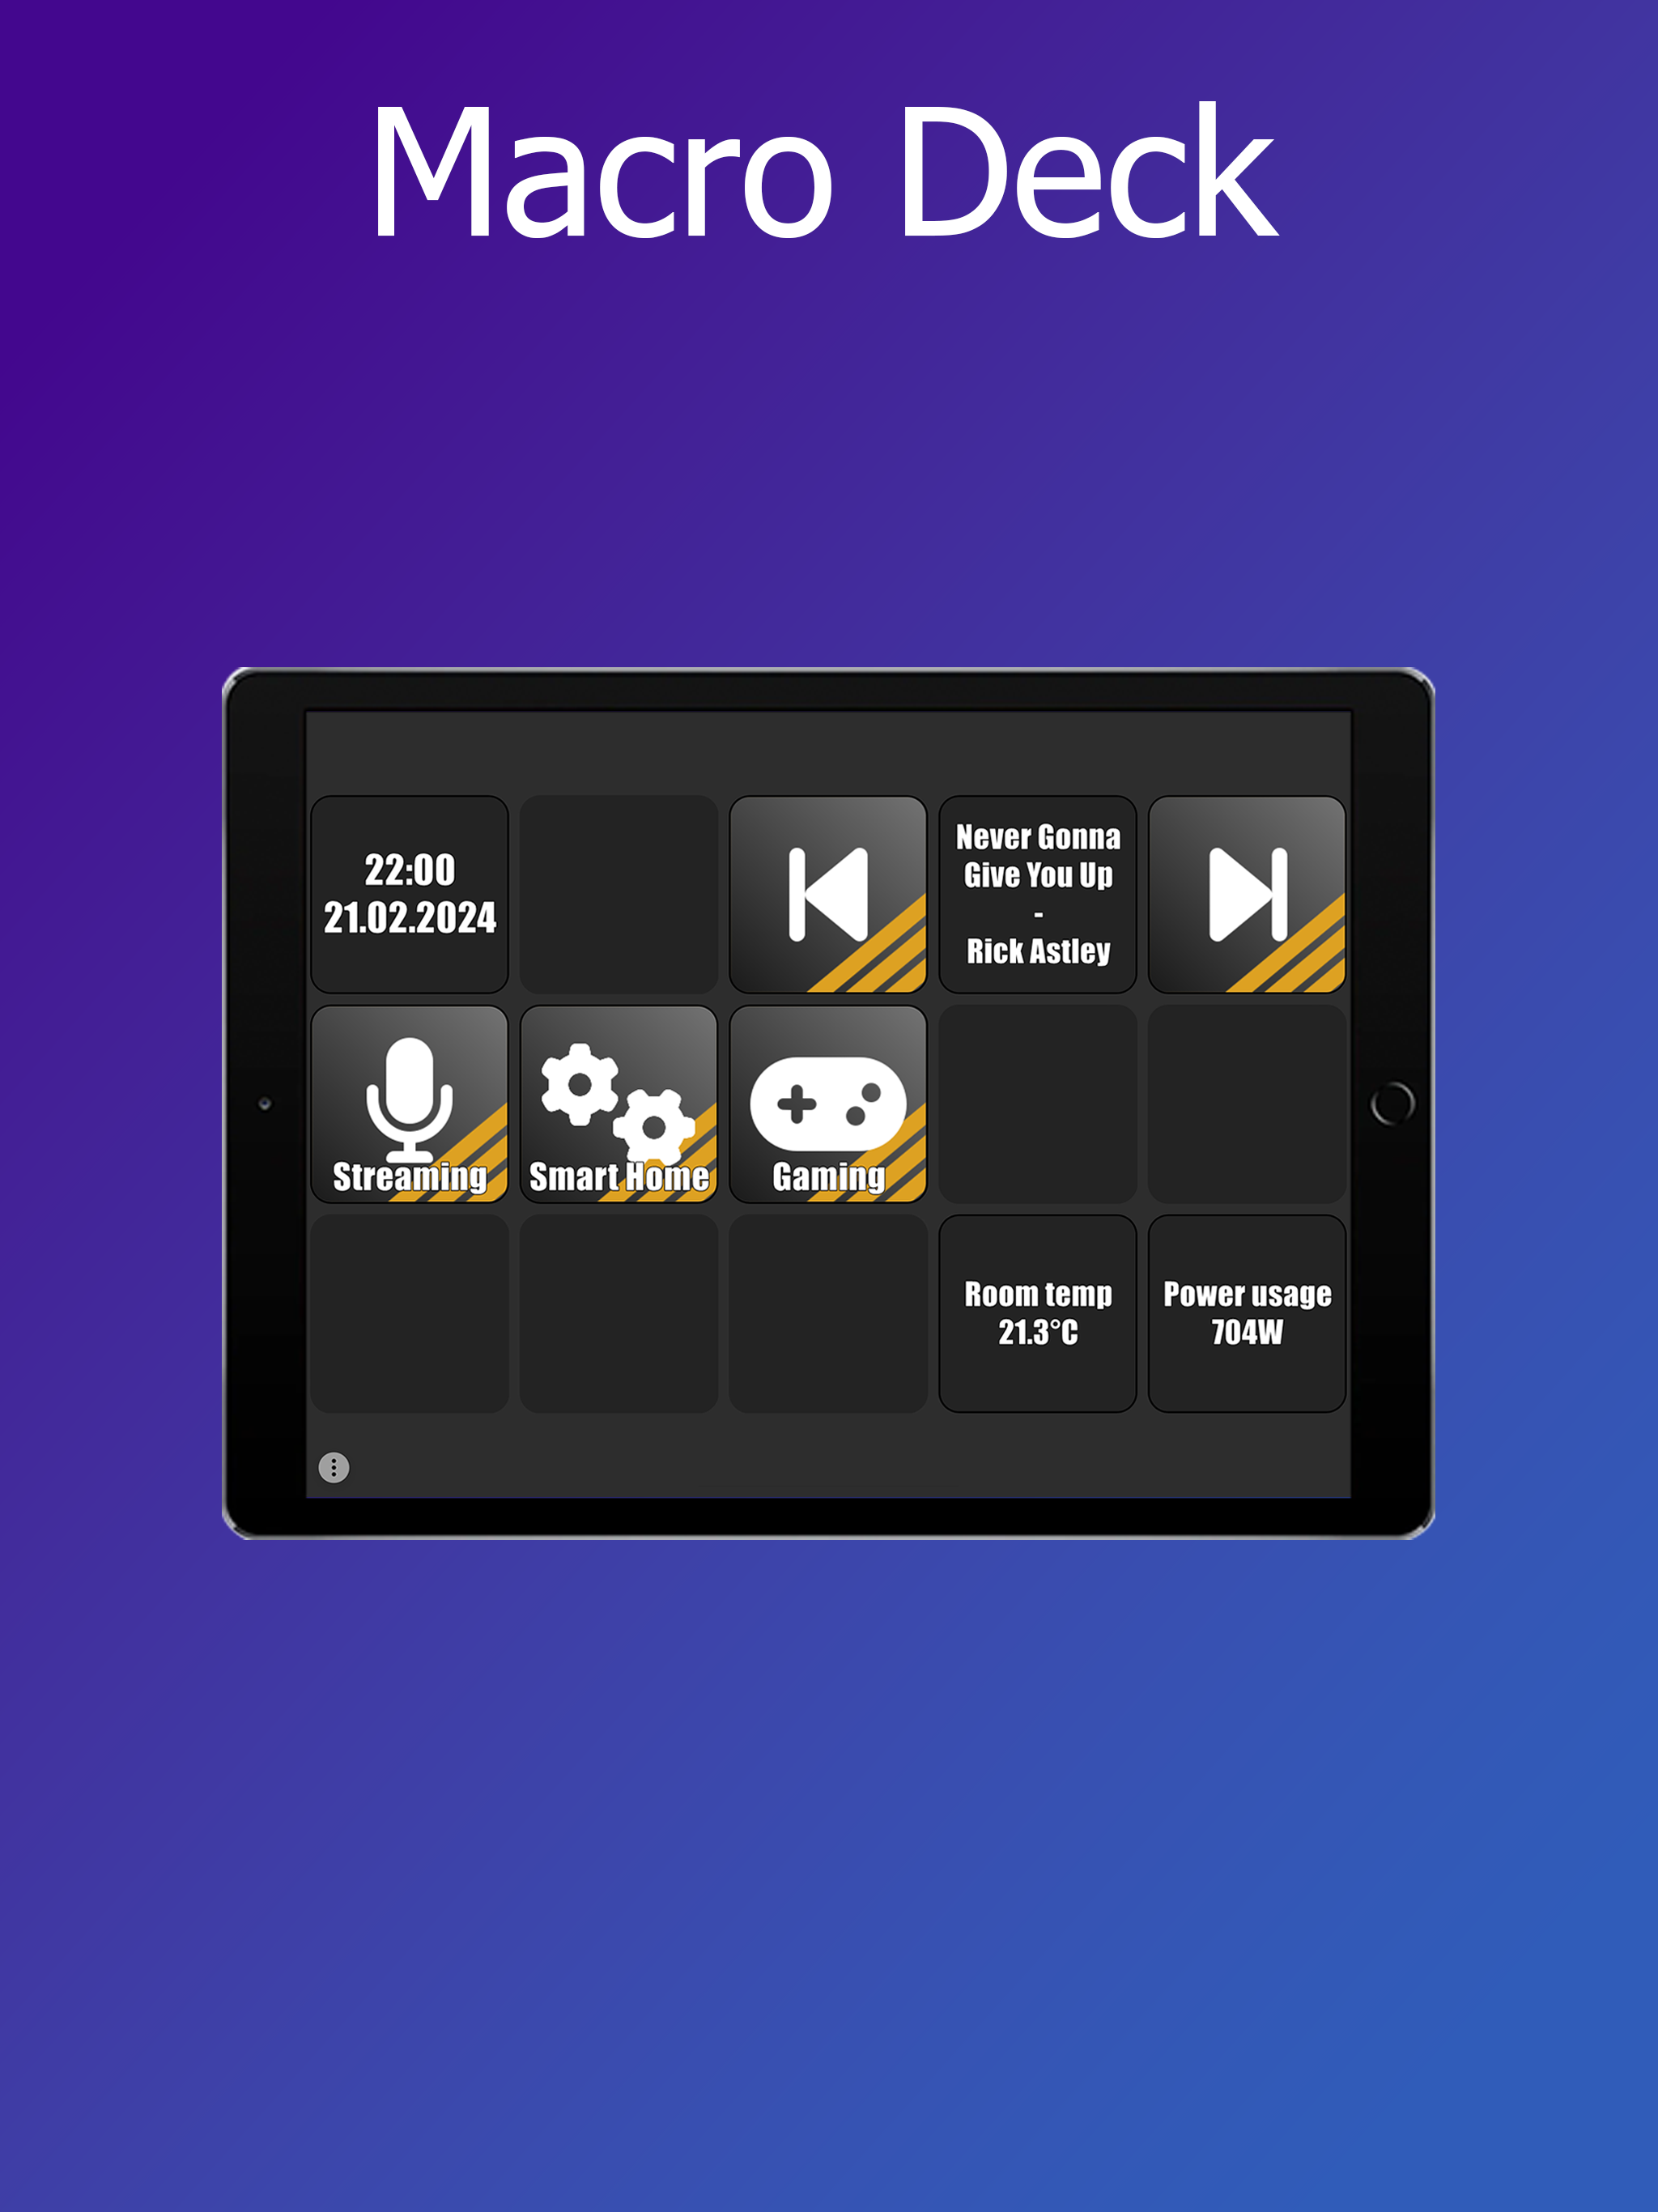 Macro Deck
22:00
21.02.2024
Never Gonna
Give You Up
-
Rick Astley
Streaming
Smart Home
Gaming
Room temp
21.3°C
Power usage
704W